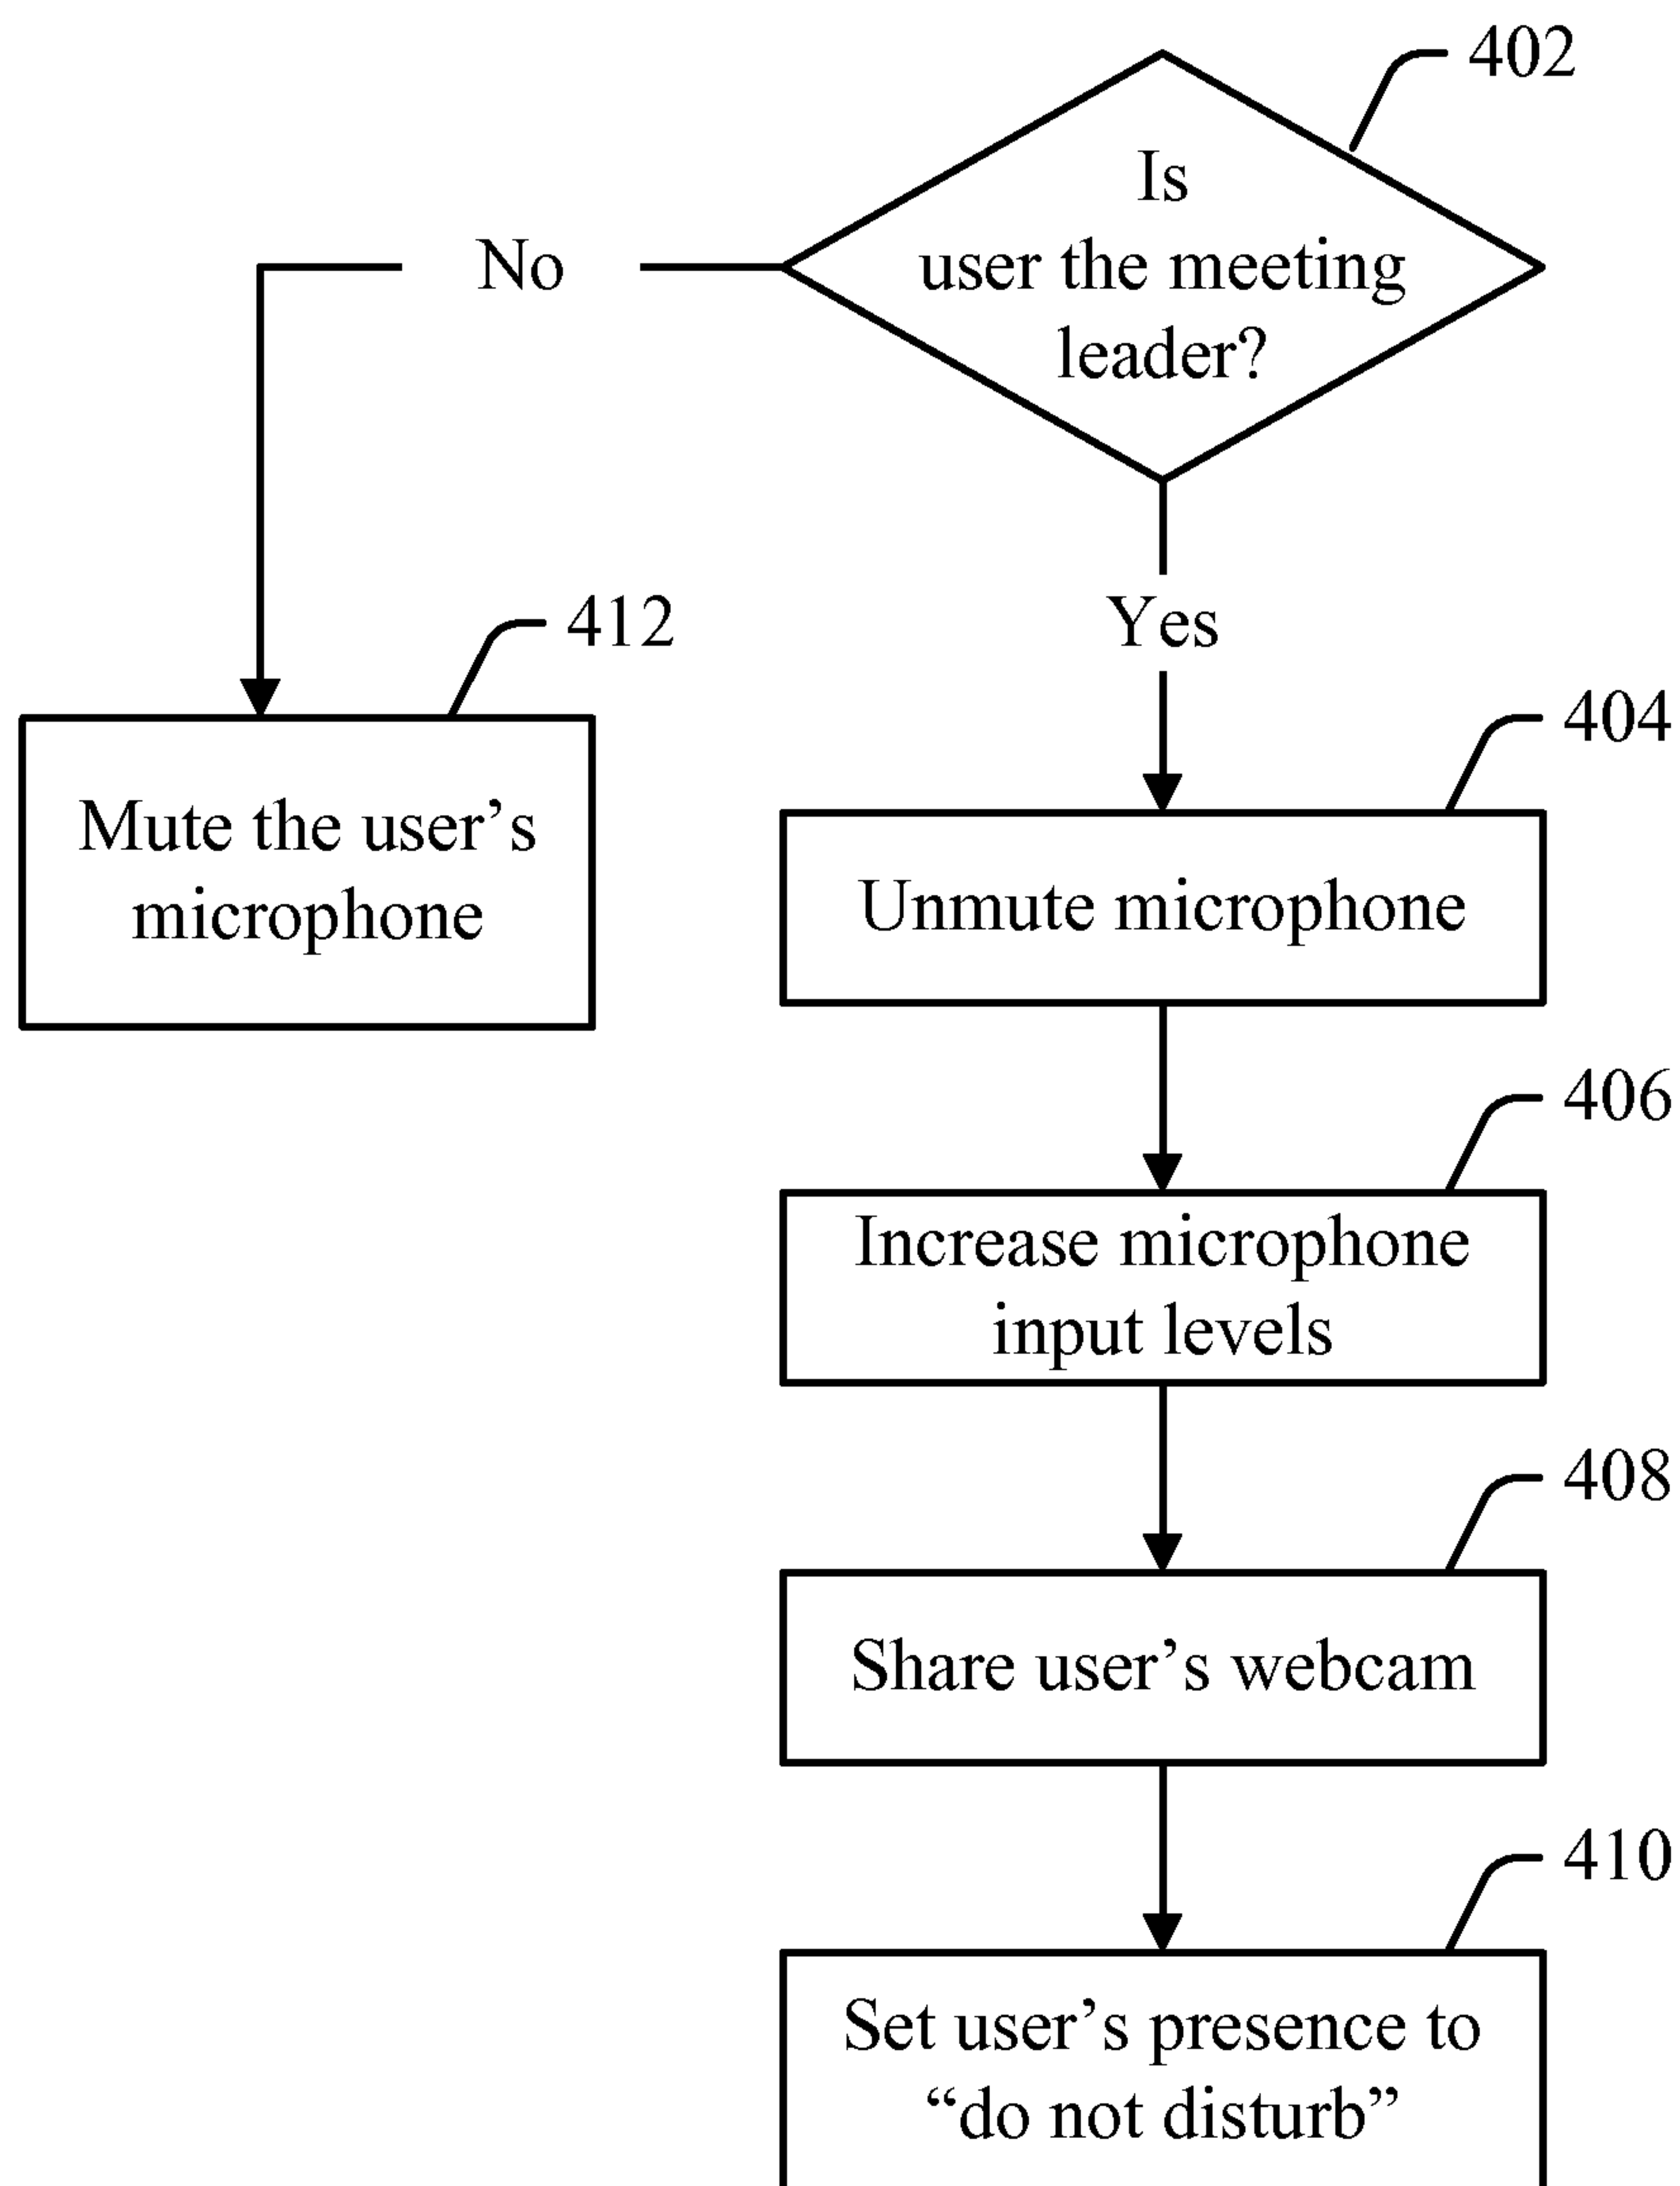 402
Is
user the meeting
leader?
No
Yes
412
Mute the user’s
microphone
404
Unmute microphone
406
Increase microphone
input levels
408
Share user’s webcam
410
Set user’s presence to
“do not disturb”